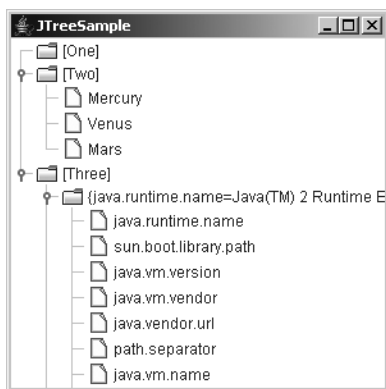 JTreeSample
[One]
[Two]
Mercury
Venus
Mars
[Three]
{java.runtime.name=Java(TM) 2 Runtime E
java.runtime.name
sun.boot.library.path
java.vm.version
java.vm.vendor
java.vendor.url
path.separator
java.vm.name